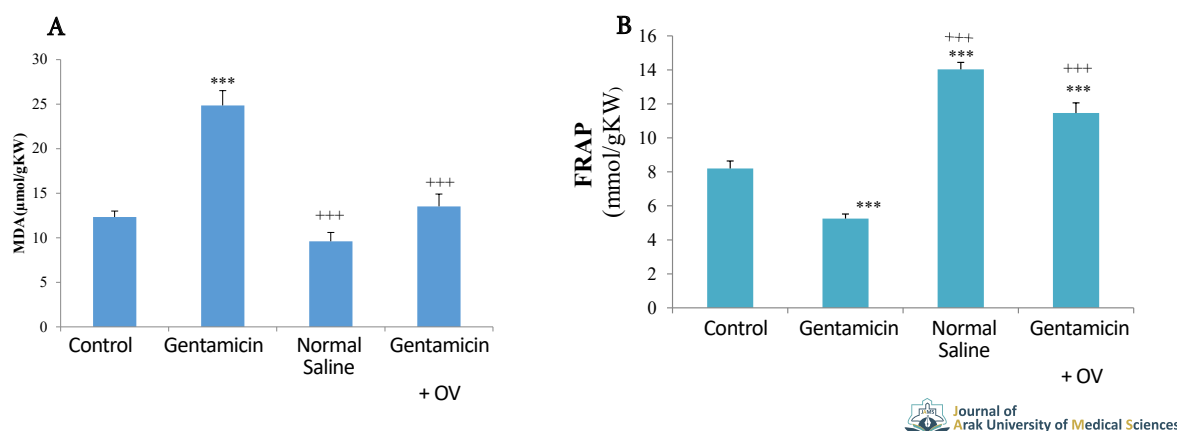 A
30
25
20
15
10
5
0
MDA(µmol/gKW)
***
+++
+++
Control
Gentamicin
Normal
Saline
Gentamicin
+ OV
B
16
14
12
10
8
6
4
2
0
FRAP
(mmol/gKW)
***
+++
***
+++
***
Control
Gentamicin
Normal
Saline
Gentamicin
+ OV
Journal of
Arak University of Medical Sciences